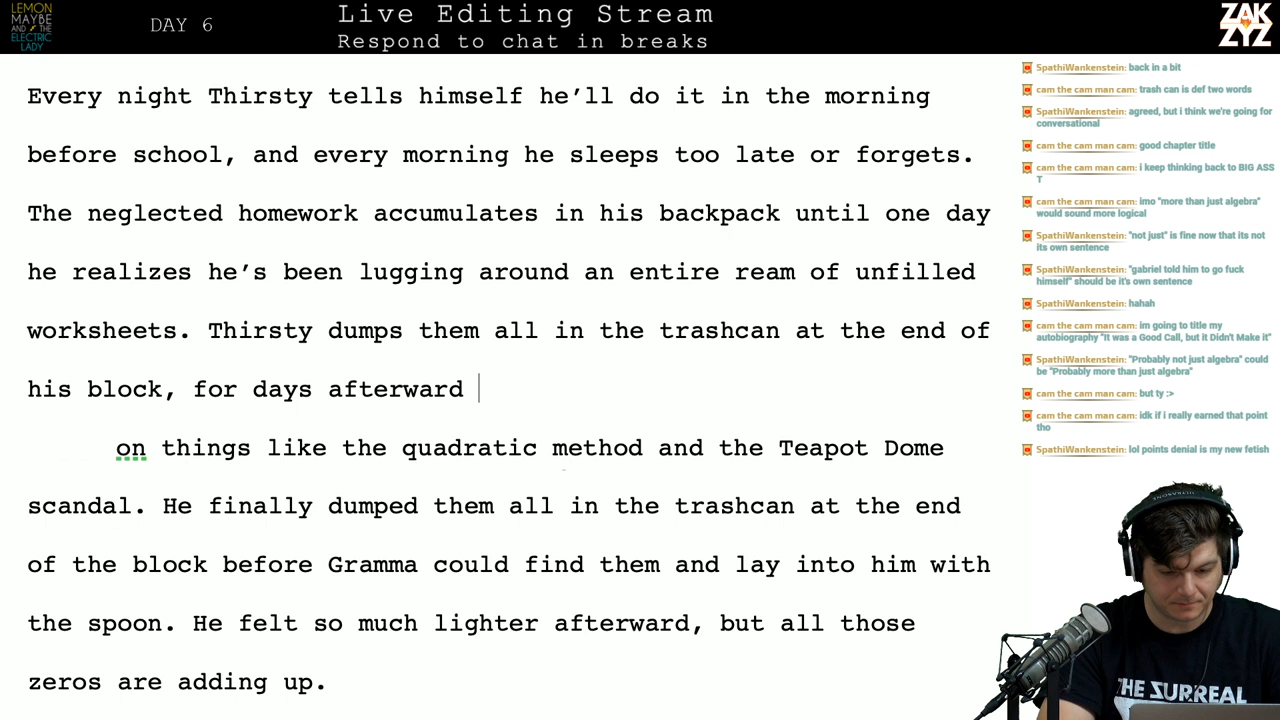 LEMON
MAYBE
AND THE
ELECTRIC
LADY
DAY 6
Live Editing Stream
Respond to chat in breaks
ZAK
ZYZ
Every night Thirsty tells himself he’ll do it in the morning
before school, and every morning he sleeps too late or forgets.
The neglected homework accumulates in his backpack until one day
he realizes he’s been lugging around an entire ream of unfilled
worksheets. Thirsty dumps them all in the trashcan at the end of
his block, for days afterward
on things like the quadratic method and the Teapot Dome
scandal. He finally dumped them all in the trashcan at the end
of the block before Gramma could find them and lay into him with
the spoon. He felt so much lighter afterward, but all those
zeros are adding up.
SpathiWankenstein: back in a bit
cam the cam man cam: trash can is def two words
SpathiWankenstein: agreed, but i think we're going for
conversational
cam the cam man cam: good chapter title
cam the cam man cam: i keep thinking back to BIG ASS
T
cam the cam man cam: imo "more than just algebra"
would sound more logical
SpathiWankenstein: "not just" is fine now that its not
its own sentence
SpathiWankenstein: "gabriel told him to go fuck
himself" should be it's own sentence
SpathiWankenstein: hahah
cam the cam man cam: im going to title my
autobiography "It was a Good Call, but it Didn't Make it"
SpathiWankenstein: "Probably not just algebra" could
be "Probably more than just algebra"
cam the cam man cam: but ty :>
cam the cam man cam: idk if i really earned that point
tho
SpathiWankenstein: lol points denial is my new fetish
ULTRASONE
THE SURREAL